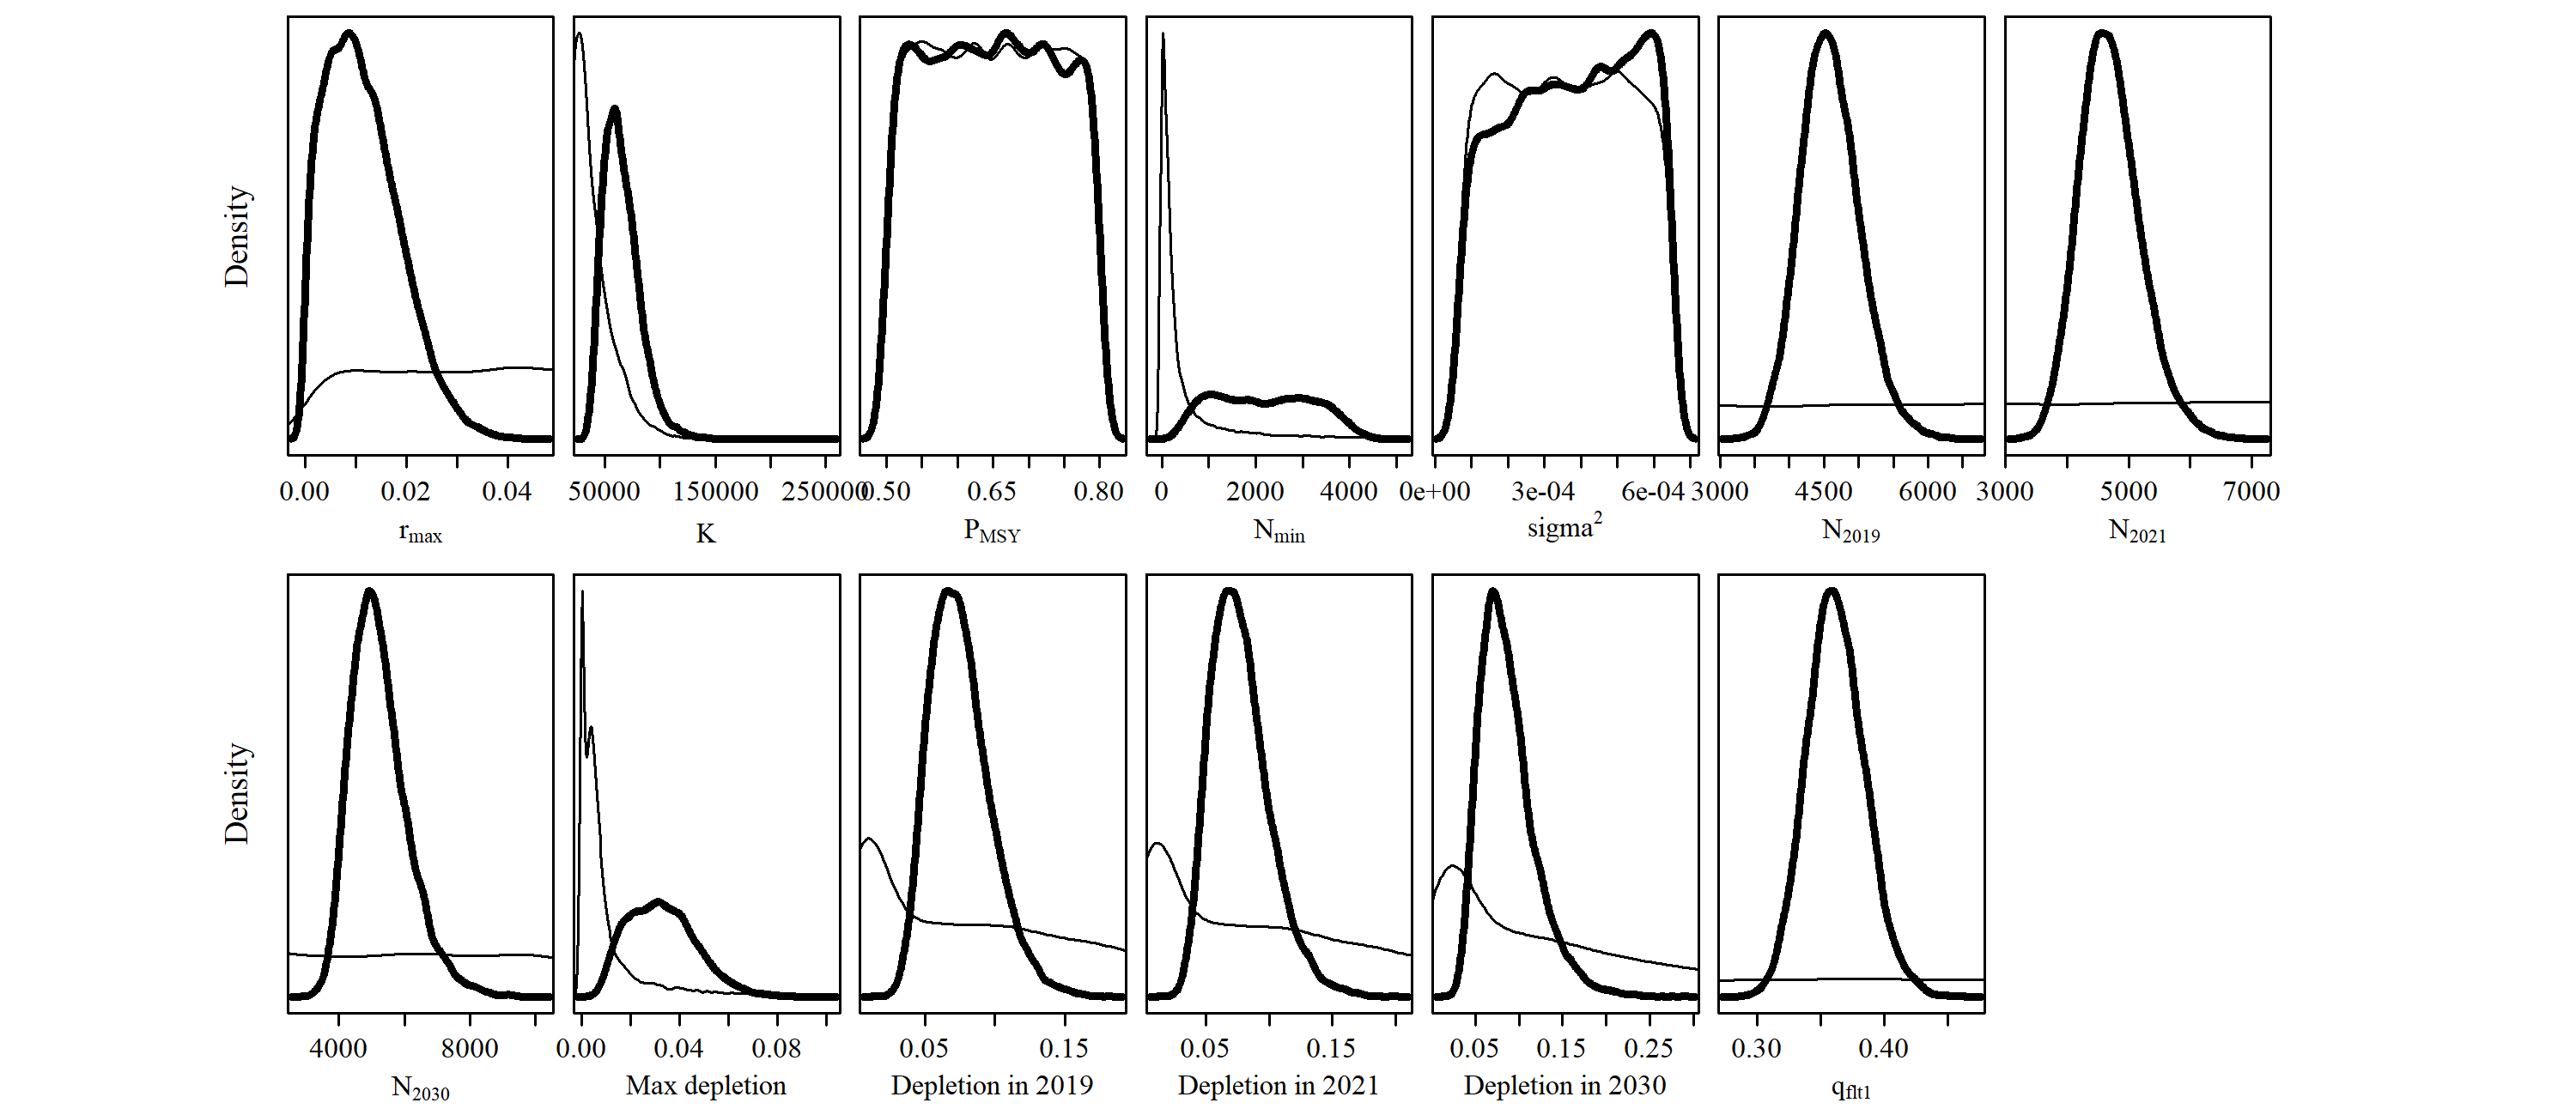 Density
0.00 0.02 0.04 50000 150000 250000 0.50 0.65 0.80 0 2000 4000 0e+00 3e-04 6e-04 3000 4500 6000 3000 5000 7000
rmax K PMSY Nmin sigma2 N2019 N2021
Density
4000 8000 0.00 0.04 0.08 0.05 0.15 0.05 0.15 0.05 0.15 0.25 0.30 0.40
N2030 Max depletion Depletion in 2019 Depletion in 2021 Depletion in 2030 qflt1